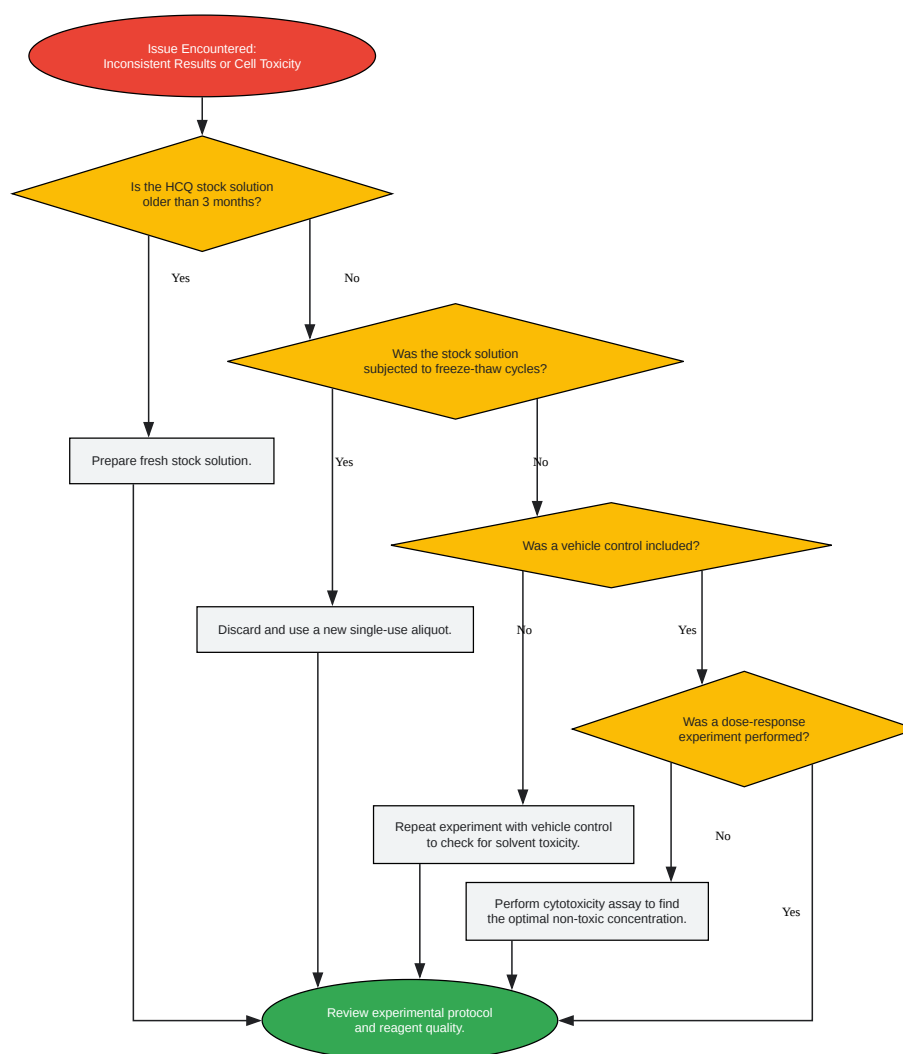 Issue Encountered:
Inconsistent Results or Cell Toxicity
Is the HCQ stock solution
older than 3 months?
Yes
No
Was the stock solution
subjected to freeze-thaw cycles?
Prepare fresh stock solution.
Yes
No
Was a vehicle control included?
Discard and use a new single-use aliquot.
No
Yes
Was a dose-response
experiment performed?
Repeat experiment with vehicle control
to check for solvent toxicity.
No
Perform cytotoxicity assay to find
the optimal non-toxic concentration.
Yes
Review experimental protocol
and reagent quality.